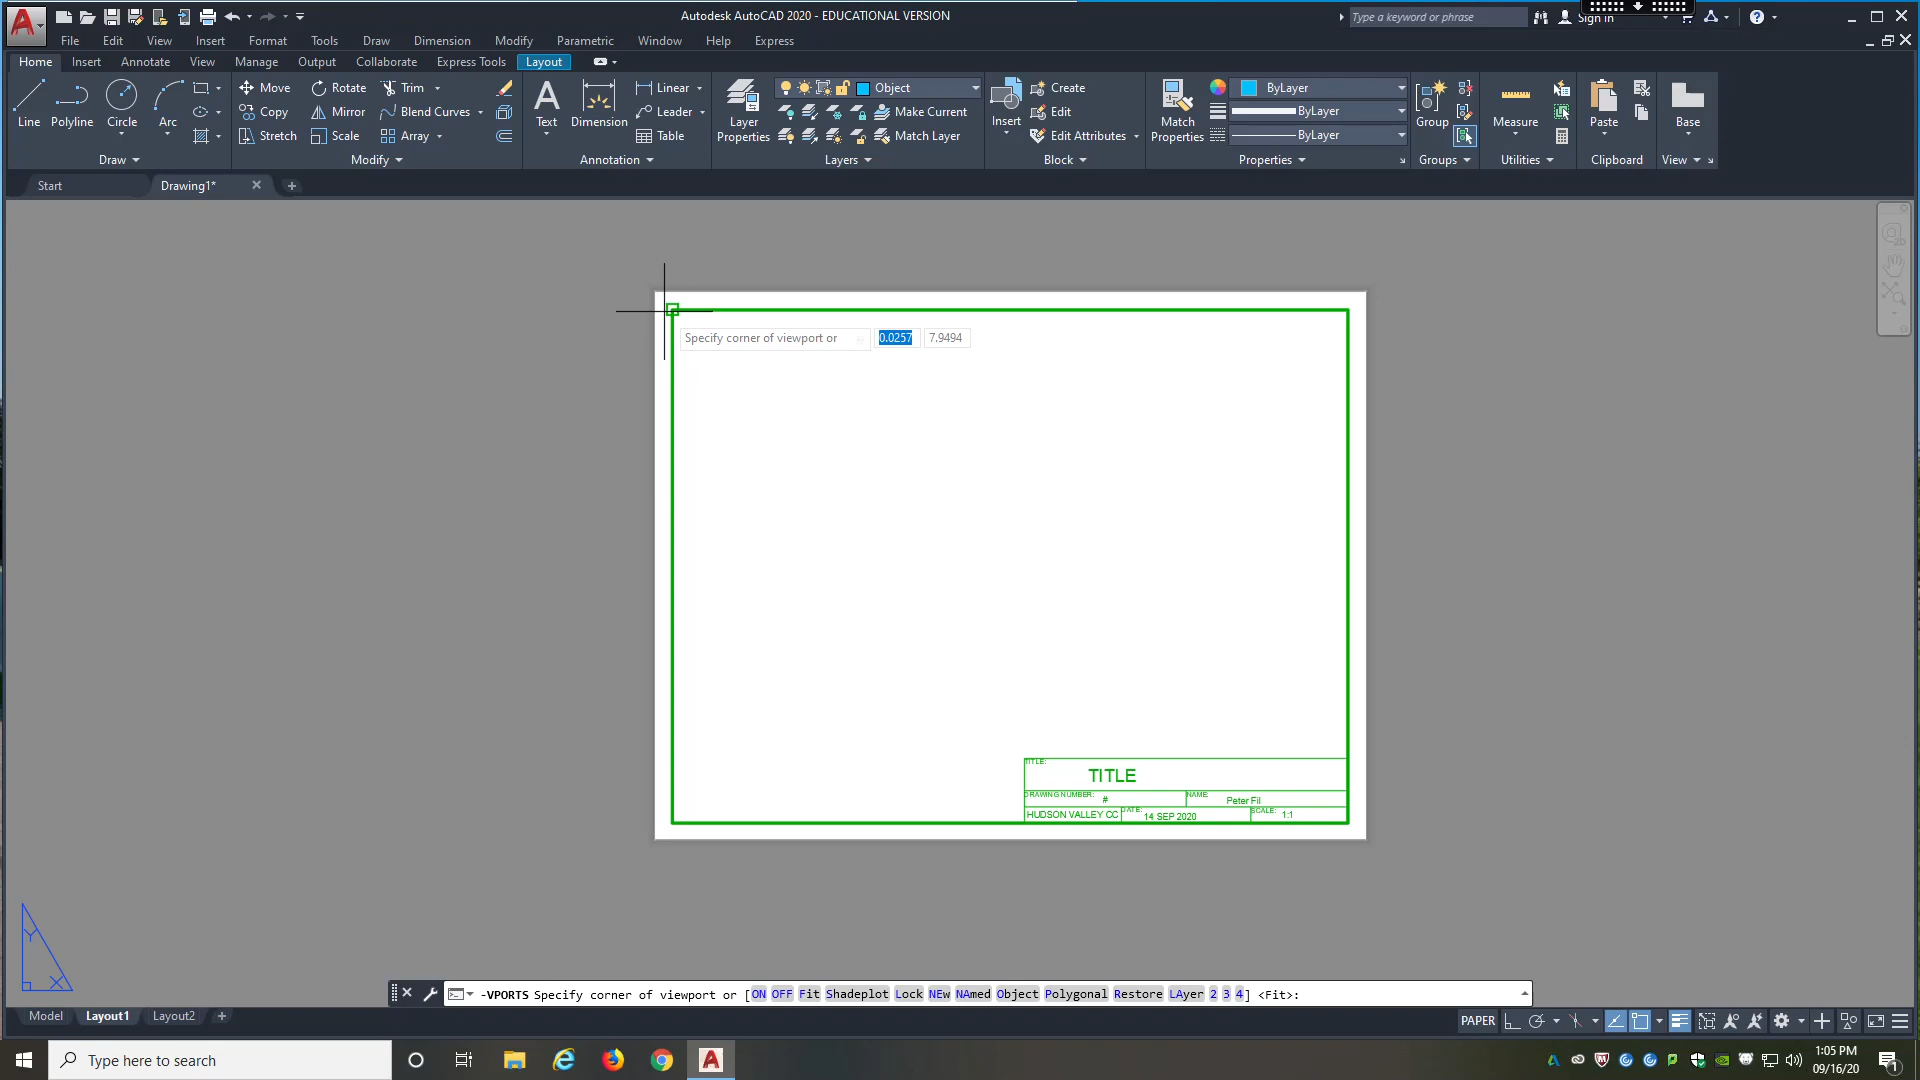 Autodesk AutoCAD 2020 - EDUCATIONAL VERSION
Type a keyword or phrase
Sign In
File Edit View Insert Format Tools Draw Dimension Modify Parametric Window Help Express
Home Insert Annotate View Manage Output Collaborate Express Tools Layout
Line Polyline Circle Arc
Move Rotate Trim
Copy Mirror Blend Curves
Stretch Scale Array
Text Dimension
Linear
Leader
Table
Layer Properties
Object
Make Current
Match Layer
Insert
Create
Edit
Edit Attributes
Match Properties
ByLayer
ByLayer
ByLayer
Group
Measure
Paste
Base
Draw Modify Annotation Layers Block Properties Groups Utilities Clipboard View
Start Drawing1*
Specify corner of viewport or 0.0257 7.9494
TITLE:
TITLE
DRAWING NUMBER: # NAME: Peter Fil
HUDSON VALLEY CC DATE: 14 SEP 2020 SCALE: 1:1
Y
X
-VPORTS Specify corner of viewport or [ON OFF Fit Shadeplot Lock NEw NAmed Object Polygonal Restore LAyer 2 3 4] <Fit>:
Model Layout1 Layout2
PAPER
Type here to search
1:05 PM
09/16/20
1